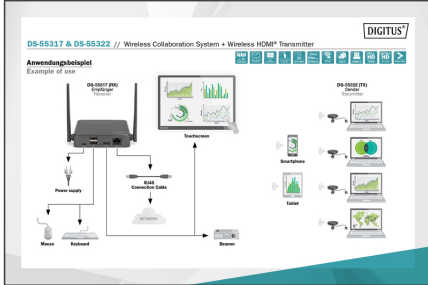 DIGITUS®
DS-55317 & DS-55322 // Wireless Collaboration System + Wireless HDMI® Transmitter
Anwendungsbeispiel
Example of use
DS-55317 (RX)
Empfänger
Receiver
DS-55322 (TX)
Sender
Transmitter
Touchscreen
Smartphone
Power supply
RJ45
Connection Cable
Tablet
NETWORK
Mouse
Keyboard
Beamer